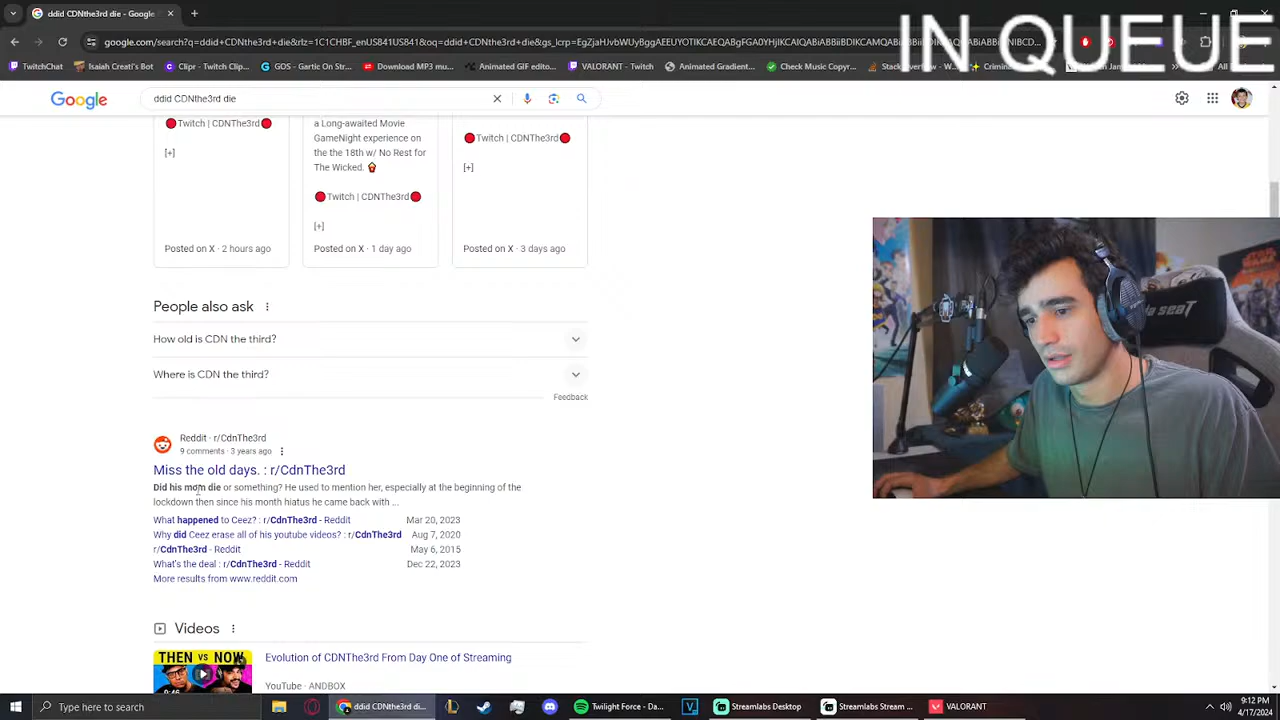 ddid CDNthe3rd die - Google
IN QUEUE
TwitchChat
Isaiah Creati's Bot
Clipr - Twitch Clip...
GOS - Gartic On Sc...
Download MP3 mu...
Animated GIF edito...
VALORANT - Twitch
Animated Gradient...
Check Music Copyr...
Google
ddid CDNthe3rd die
Twitch | CDNThe3rd
[+]
a Long-awaited Movie
GameNight experience on
the the 18th w/ No Rest for
The Wicked.
Twitch | CDNThe3rd
[+]
Twitch | CDNThe3rd
[+]
Posted on X · 2 hours ago
Posted on X · 1 day ago
Posted on X · 3 days ago
People also ask
How old is CDN the third?
Where is CDN the third?
Feedback
Reddit · r/CdnThe3rd
9 comments · 3 years ago
Miss the old days. : r/CdnThe3rd
Did his mom die or something? He used to mention her, especially at the beginning of the
lockdown then since his month hiatus he came back with ...
What happened to Ceez? : r/CdnThe3rd - Reddit Mar 20, 2023
Why did Ceez erase all of his youtube videos? : r/CdnThe3rd Aug 7, 2020
r/CdnThe3rd - Reddit May 6, 2015
What's the deal : r/CdnThe3rd - Reddit Dec 22, 2023
More results from www.reddit.com
Videos
THEN VS NOW
9:46
Evolution of CDNThe3rd From Day One of Streaming
YouTube · ANDBOX
Type here to search
ddid CDNthe3rd di...
Twilight Force - Da...
Streamlabs Desktop
Streamlabs Stream ...
VALORANT
9:12 PM
4/17/2024